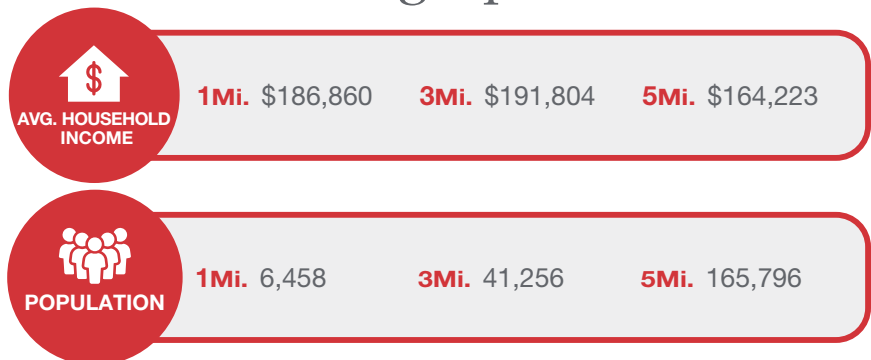 $
AVG. HOUSEHOLD
INCOME
1Mi. $186,860 3Mi. $191,804 5Mi. $164,223
POPULATION
1Mi. 6,458 3Mi. 41,256 5Mi. 165,796